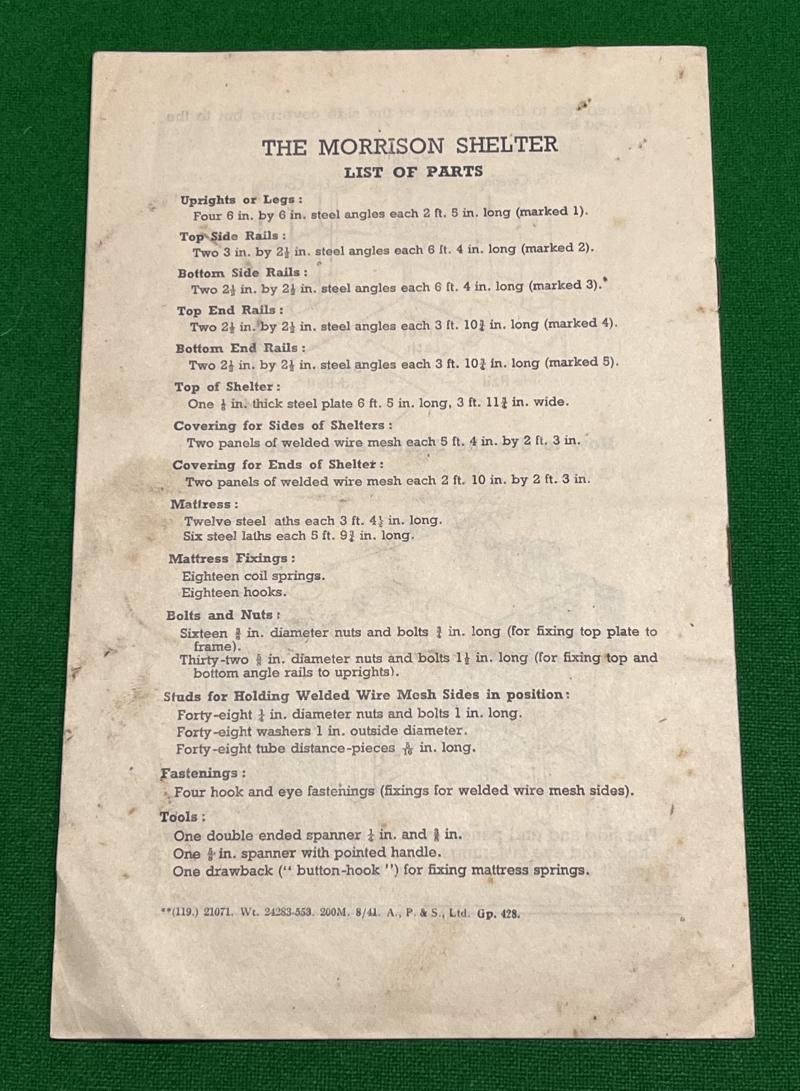 THE MORRISON SHELTER
LIST OF PARTS
Uprights or Legs :
Four 6 in. by 6 in. steel angles each 2 ft. 5 in. long (marked 1).
Top Side Rails :
Two 3 in. by 2½ in. steel angles each 6 ft. 4 in. long (marked 2).
Bottom Side Rails :
Two 2½ in. by 2½ in. steel angles each 6 ft. 4 in. long (marked 3).
Top End Rails :
Two 2½ in. by 2½ in. steel angles each 3 ft. 10¾ in. long (marked 4).
Bottom End Rails :
Two 2½ in. by 2½ in. steel angles each 3 ft. 10¾ in. long (marked 5).
Top of Shelter :
One ⅛ in. thick steel plate 6 ft. 5 in. long, 3 ft. 11¾ in. wide.
Covering for Sides of Shelters :
Two panels of welded wire mesh each 5 ft. 4 in. by 2 ft. 3 in.
Covering for Ends of Shelter :
Two panels of welded wire mesh each 2 ft. 10 in. by 2 ft. 3 in.
Mattress :
Twelve steel aths each 3 ft. 4½ in. long.
Six steel laths each 5 ft. 9¾ in. long.
Mattress Fixings :
Eighteen coil springs.
Eighteen hooks.
Bolts and Nuts :
Sixteen ⅜ in. diameter nuts and bolts ¾ in. long (for fixing top plate to
frame).
Thirty-two ⅝ in. diameter nuts and bolts 1½ in. long (for fixing top and
bottom angle rails to uprights).
Studs for Holding Welded Wire Mesh Sides in position :
Forty-eight ¼ in. diameter nuts and bolts 1 in. long.
Forty-eight washers 1 in. outside diameter.
Forty-eight tube distance-pieces in. long.
Fastenings :
Four hook and eye fastenings (fixings for welded wire mesh sides).
Tools :
One double ended spanner ¼ in. and ⅜ in.
One ⅝ in. spanner with pointed handle.
One drawback (“ button-hook ”) for fixing mattress springs.
**(119.) 21071. Wt. 24283-553. 200M. 8/41. A., P. & S., Ltd. Gp. 428.